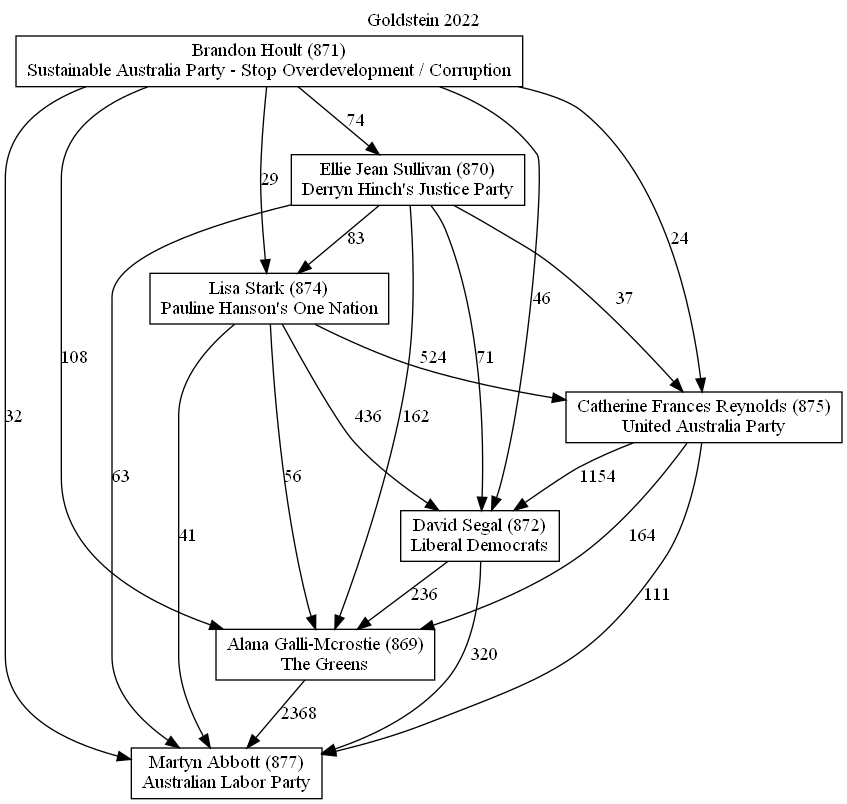 Goldstein 2022
Brandon Hoult (871)
Sustainable Australia Party - Stop Overdevelopment / Corruption
74
Ellie Jean Sullivan (870)
Derryn Hinch's Justice Party
29
83
24
Lisa Stark (874)
Pauline Hanson's One Nation
46
37
108
524
71
Catherine Frances Reynolds (875)
United Australia Party
32
436
162
63
56
1154
41
David Segal (872)
Liberal Democrats
164
236
111
Alana Galli-Mcrostie (869)
The Greens
320
2368
Martyn Abbott (877)
Australian Labor Party